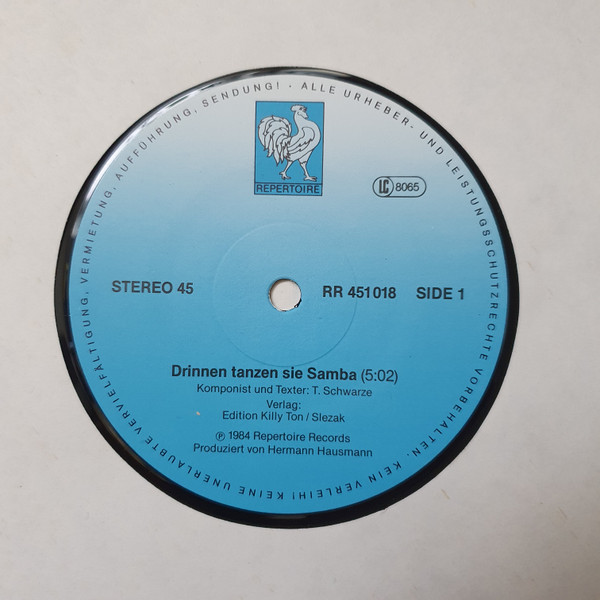 KEINE UNERLAUBTE VERVIELFÄLTIGUNG, VERMIETUNG, AUFFÜHRUNG, SENDUNG! · ALLE URHEBER- UND LEISTUNGSSCHUTZRECHTE VORBEHALTEN. KEIN VERLEIH!
REPERTOIRE
LC 8065
STEREO 45
RR 451018 SIDE 1
Drinnen tanzen sie Samba (5:02)
Komponist und Texter: T. Schwarze
Verlag:
Edition Killy Ton / Slezak
℗ 1984 Repertoire Records
Produziert von Hermann Hausmann